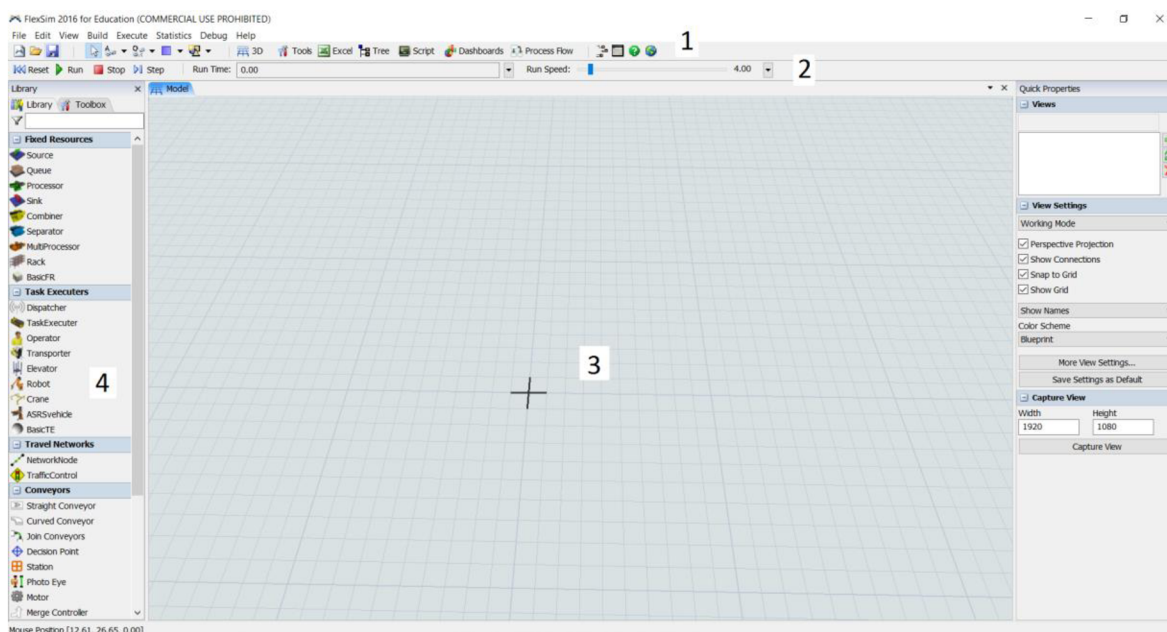 FlexSim 2016 for Education (COMMERCIAL USE PROHIBITED)
File Edit View Build Execute Statistics Debug Help
3D Tools Excel Tree Script Dashboards Process Flow 1
Reset Run Stop Step Run Time: 0.00 Run Speed: 4.00 2
Library
Library Toolbox
Fixed Resources
Source
Queue
Processor
Sink
Combiner
Separator
MultiProcessor
Rack
BasicFR
Task Executers
Dispatcher
TaskExecuter
Operator
Transporter
Elevator
Robot
Crane
ASRSvehicle
BasicTE
4
Travel Networks
NetworkNode
TrafficControl
Conveyors
Straight Conveyor
Curved Conveyor
Join Conveyors
Decision Point
Station
Photo Eye
Motor
Merge Controller
Model
3
Quick Properties
Views
View Settings
Working Mode
Perspective Projection
Show Connections
Snap to Grid
Show Grid
Show Names
Color Scheme
Blueprint
More View Settings...
Save Settings as Default
Capture View
Width Height
1920 1080
Capture View
Mouse Position [12.61, 26.65, 0.00]